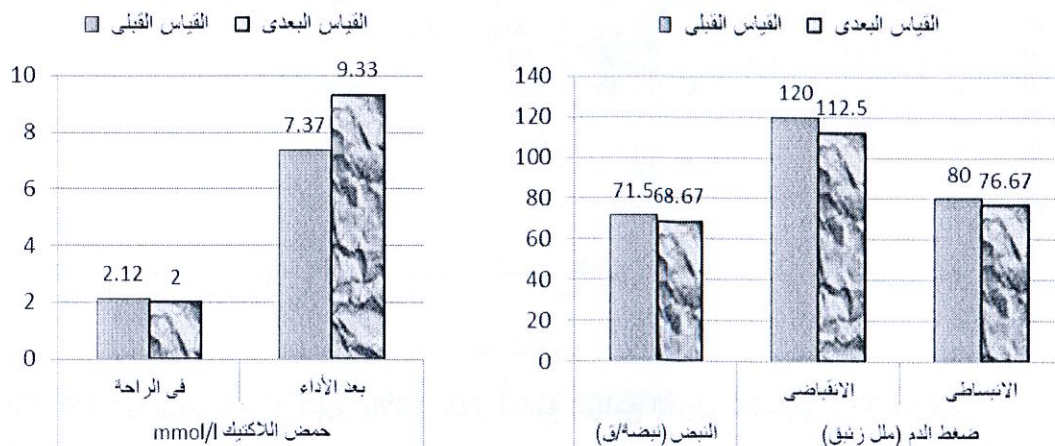 القياس القبلى القياس البعدى
10
8
6
4
2
0
2.12
2
7.37
9.33
فى الراحة
بعد الأداء
حمض اللاكتيك mmol/l
القياس القبلى القياس البعدى
140
120
100
80
60
40
20
0
71.5
68.67
120
112.5
80
76.67
الانقباضى
الانبساطى
النبض (نبضة/ق)
ضغط الدم (ملل زئبق)